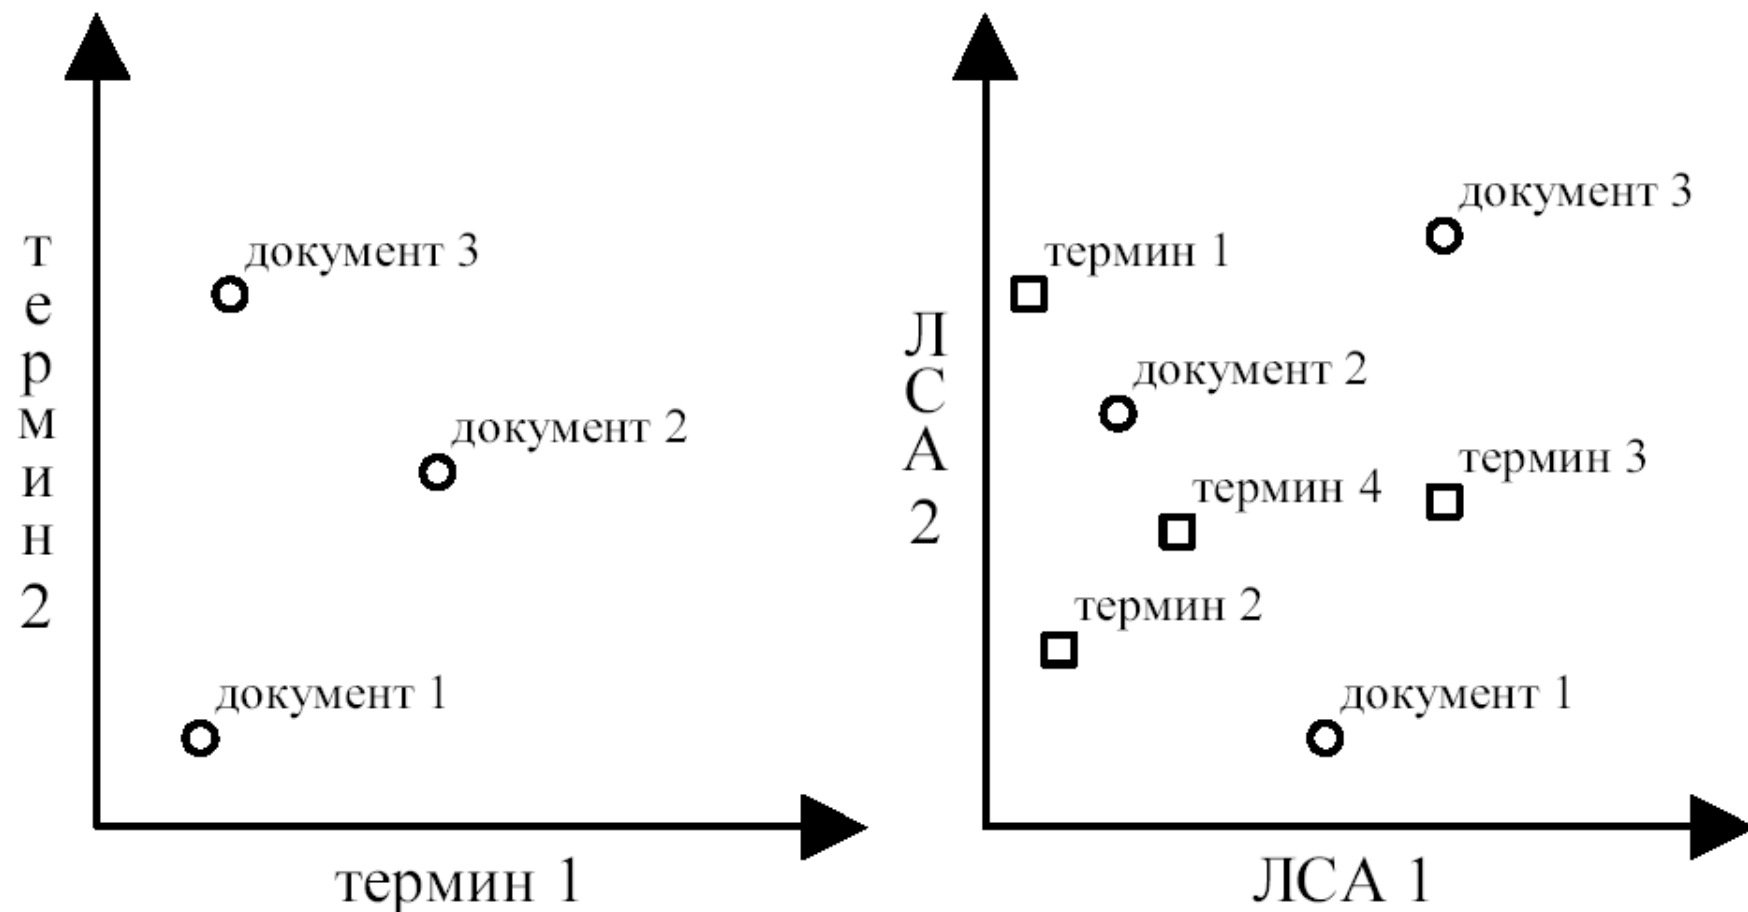 термин 2
документ 3
документ 2
документ 1
термин 1
ЛСА 2
документ 3
термин 1
документ 2
термин 3
термин 4
термин 2
документ 1
ЛСА 1